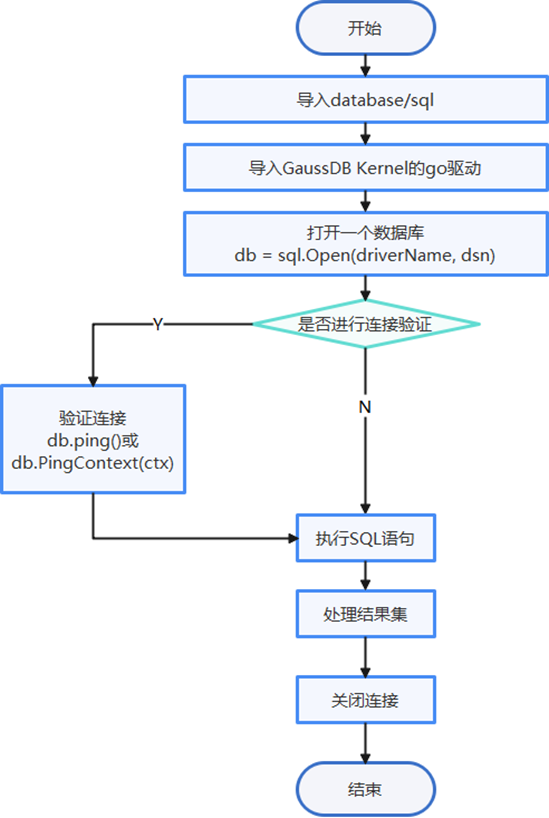 开始
导入database/sql
导入GaussDB Kernel的go驱动
打开一个数据库
db = sql.Open(driverName, dsn)
是否进行连接验证
Y
N
验证连接
db.ping()或
db.PingContext(ctx)
执行SQL语句
处理结果集
关闭连接
结束